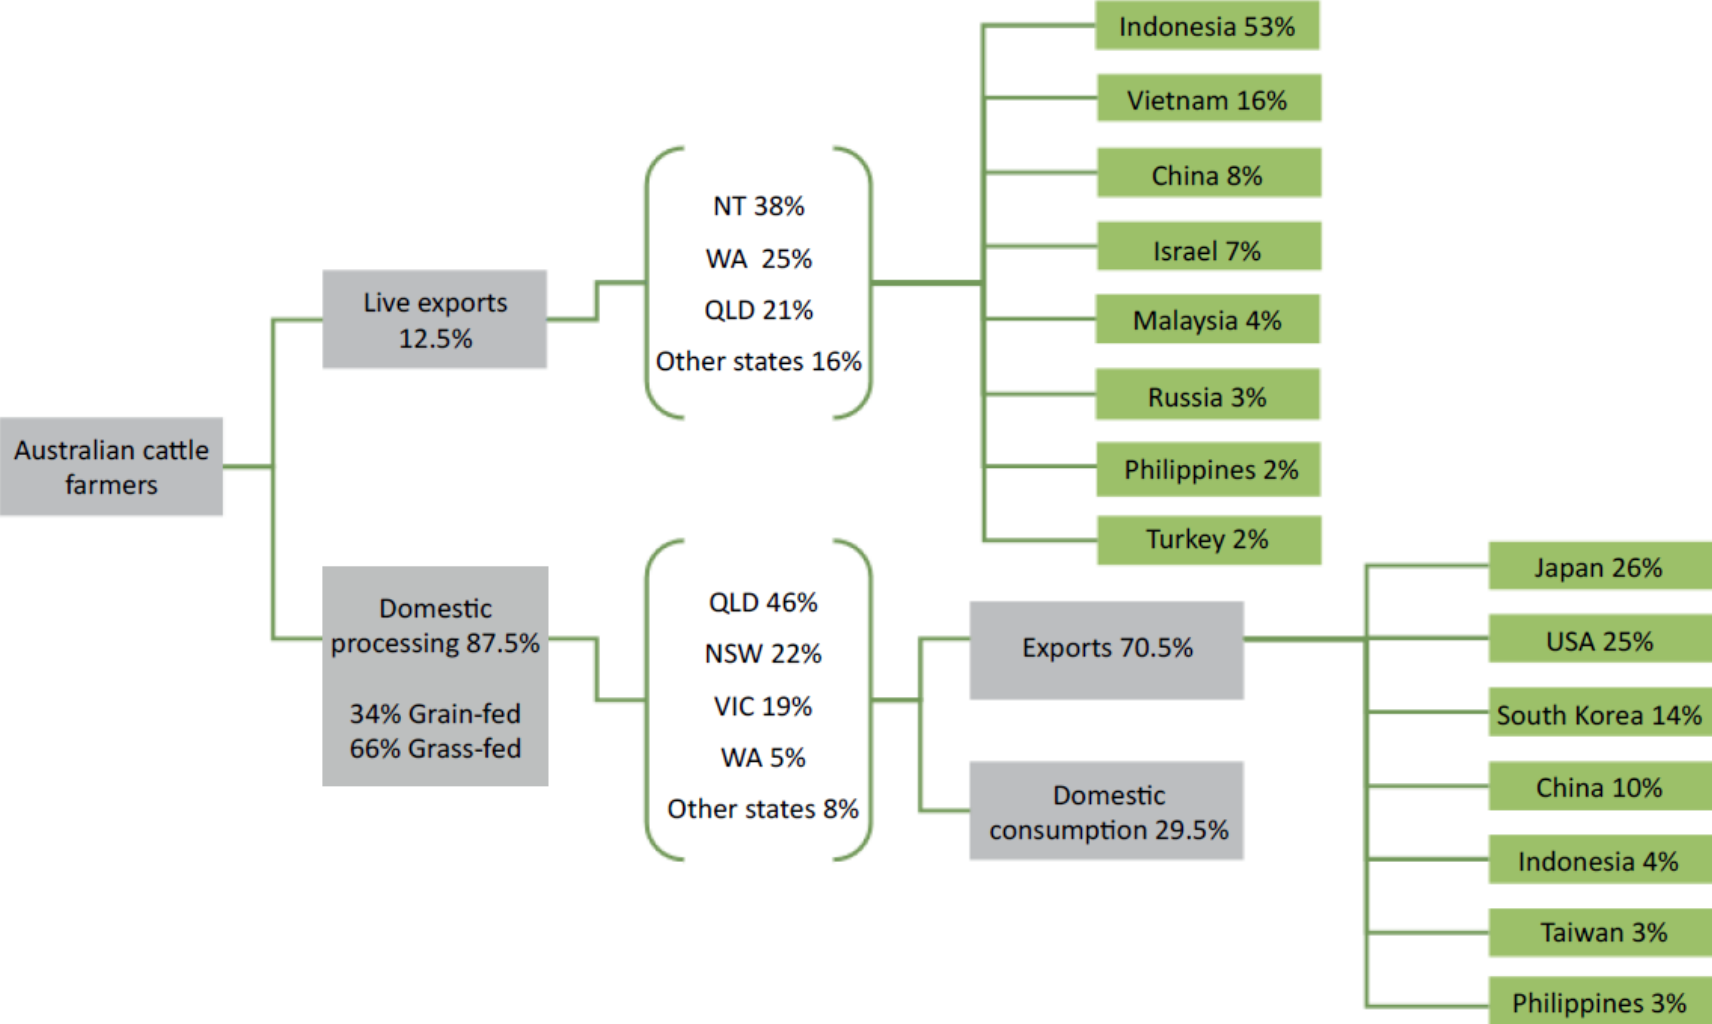 Australian cattle
farmers
Live exports
12.5%
NT 38%
WA 25%
QLD 21%
Other states 16%
Indonesia 53%
Vietnam 16%
China 8%
Israel 7%
Malaysia 4%
Russia 3%
Philippines 2%
Turkey 2%
Domestic
processing 87.5%
34% Grain-fed
66% Grass-fed
QLD 46%
NSW 22%
VIC 19%
WA 5%
Other states 8%
Exports 70.5%
Domestic
consumption 29.5%
Japan 26%
USA 25%
South Korea 14%
China 10%
Indonesia 4%
Taiwan 3%
Philippines 3%